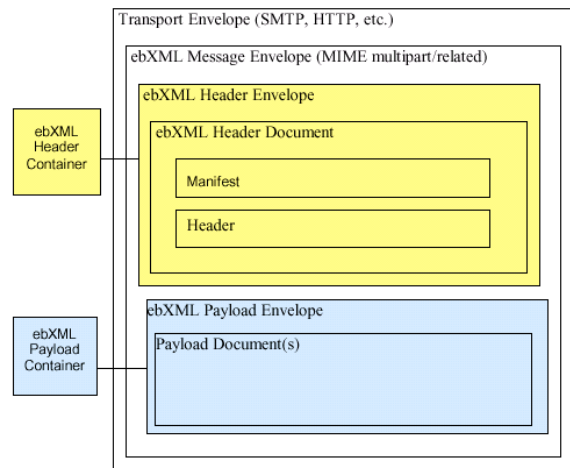 Transport Envelope (SMTP, HTTP, etc.)
ebXML Message Envelope (MIME multipart/related)
ebXML Header Envelope
ebXML Header Document
Manifest
Header
ebXML
Header
Container
ebXML Payload Envelope
Payload Document(s)
ebXML
Payload
Container